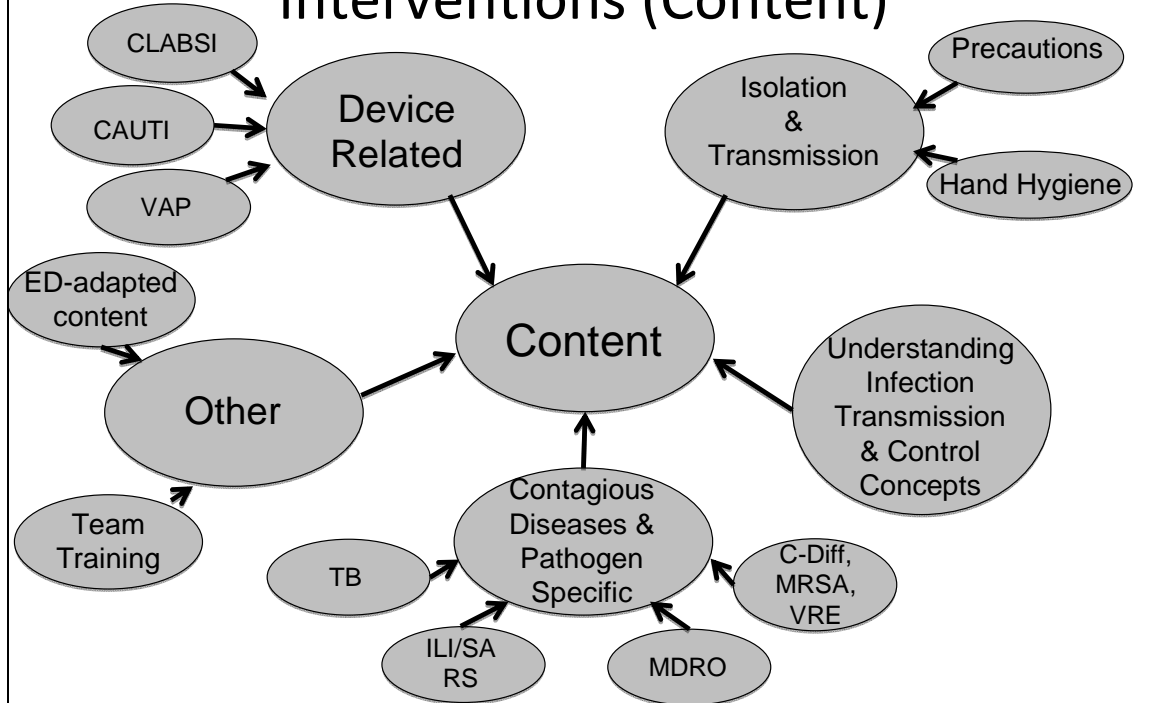 Interventions (Content)
CLABSI
CAUTI
VAP
Device
Related
Isolation
&
Transmission
Precautions
Hand Hygiene
ED-adapted
content
Other
Team
Training
Content
Understanding
Infection
Transmission
& Control
Concepts
Contagious
Diseases &
Pathogen
Specific
TB
ILI/SA
RS
MDRO
C-Diff,
MRSA,
VRE